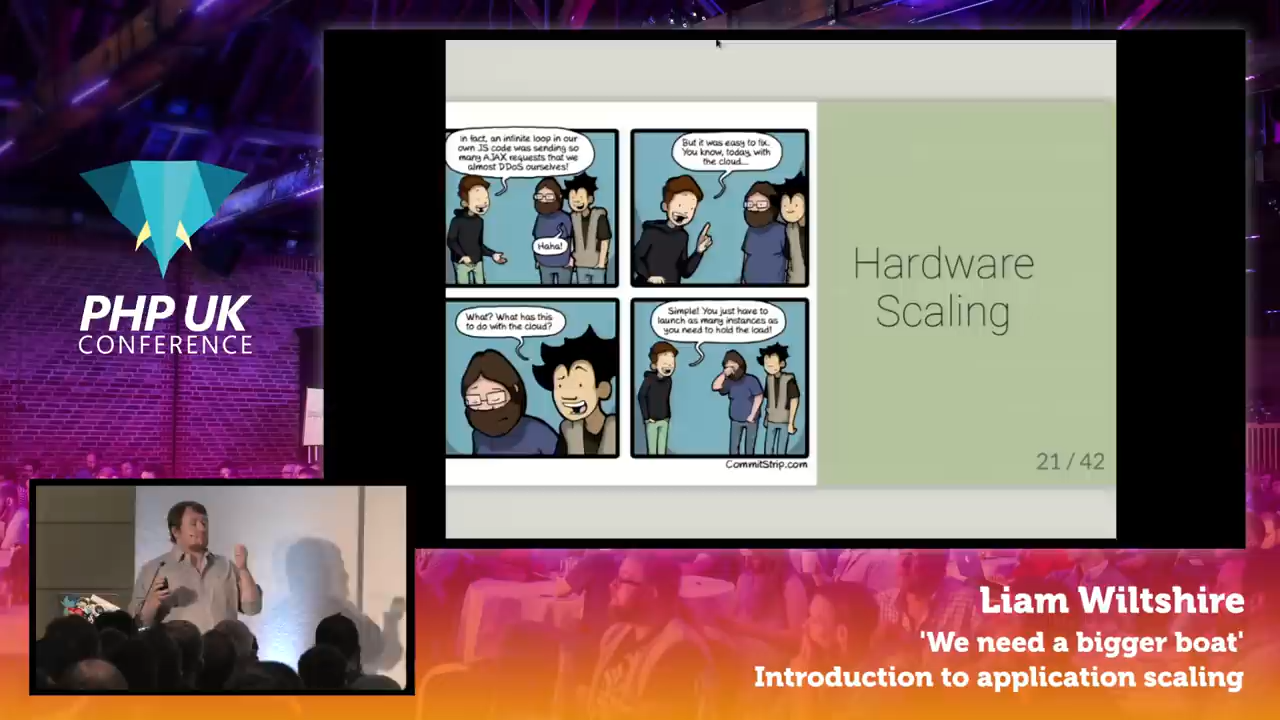 PHP UK
CONFERENCE
In fact, an infinite loop in our
own JS code was sending so
many AJAX requests that we
almost DDoS ourselves!
Haha!
But it was easy to fix.
You know, today, with
the cloud...
What? What has this
to do with the cloud?
Simple! You just have to
launch as many instances as
you need to hold the load!
CommitStrip.com
Hardware
Scaling
21 / 42
Liam Wiltshire
'We need a bigger boat'
Introduction to application scaling